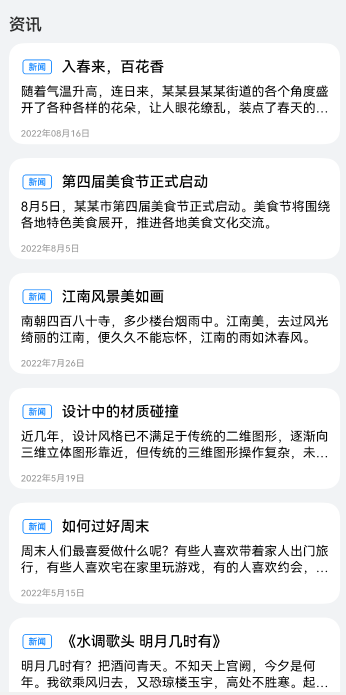 资讯
新闻 入春来，百花香
随着气温升高，连日来，某某县某某街道的各个角度盛
开了各种各样的花朵，让人眼花缭乱，装点了春天的...
2022年08月16日
新闻 第四届美食节正式启动
8月5日，某某市第四届美食节正式启动。美食节将围绕
各地特色美食展开，推进各地美食文化交流。
2022年8月5日
新闻 江南风景美如画
南朝四百八十寺，多少楼台烟雨中。江南美，去过风光
绮丽的江南，便久久不能忘怀，江南的雨如沐春风。
2022年7月26日
新闻 设计中的材质碰撞
近几年，设计风格已不满足于传统的二维图形，逐渐向
三维立体图形靠近，但传统的三维图形操作复杂，未...
2022年5月19日
新闻 如何过好周末
周末人们最喜爱做什么呢？有些人喜欢带着家人出门旅
行，有些人喜欢宅在家里玩游戏，有的人喜欢约会，...
2022年5月15日
新闻 《水调歌头 明月几时有》
明月几时有？把酒问青天。不知天上宫阙，今夕是何
年。我欲乘风归去，又恐琼楼玉宇，高处不胜寒。起...